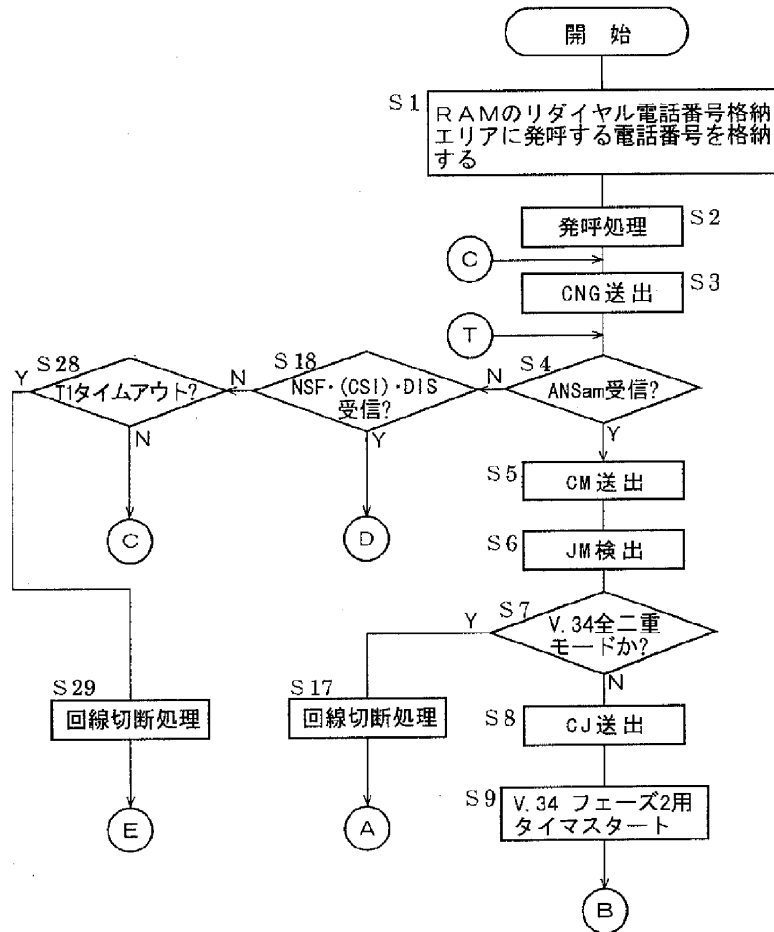 開 始
S1
RAMのリダイヤル電話番号格納
エリアに発呼する電話番号を格納
する
発呼処理
S2
C
CNG送出
S3
T
S28
Y
T1タイムアウト?
N
N
S18
NSF・(CSI)・DIS
受信?
N
Y
S4
ANSam受信?
Y
S5
CM送出
C
D
S6
JM検出
S7
Y
V.34全二重
モードか?
N
S29
回線切断処理
S17
回線切断処理
S8
CJ送出
S9
V.34 フェーズ2用
タイマスタート
E
A
B